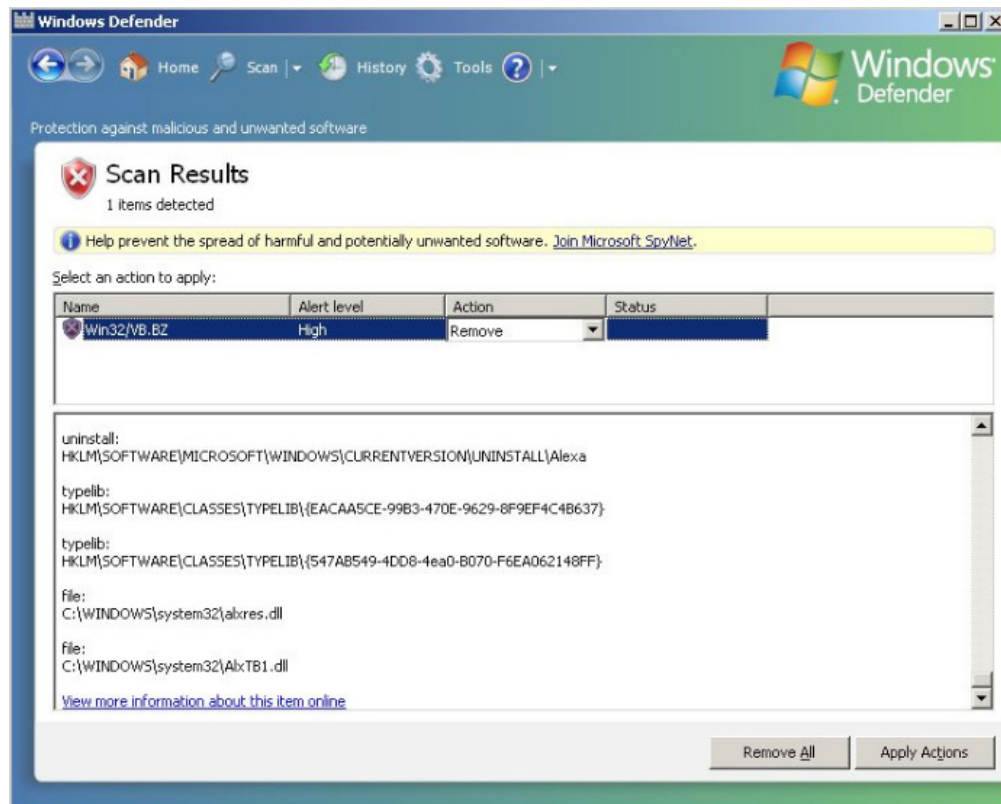 Windows Defender
Home Scan History Tools
Windows
Defender
Protection against malicious and unwanted software
Scan Results
1 items detected
Help prevent the spread of harmful and potentially unwanted software. Join Microsoft SpyNet.
Select an action to apply:
Name Alert level Action Status
Win32/VB.BZ High Remove
uninstall:
HKLM\SOFTWARE\MICROSOFT\WINDOWS\CURRENTVERSION\UNINSTALL\Alexa
typelib:
HKLM\SOFTWARE\CLASSES\TYPELIB\{EACAA5CE-99B3-470E-9629-8F9EF4C4B637}
typelib:
HKLM\SOFTWARE\CLASSES\TYPELIB\{547AB549-4DD8-4ea0-B070-F6EA062148FF}
file:
C:\WINDOWS\system32\alxres.dll
file:
C:\WINDOWS\system32\AlxTB1.dll
View more information about this item online
Remove All Apply Actions